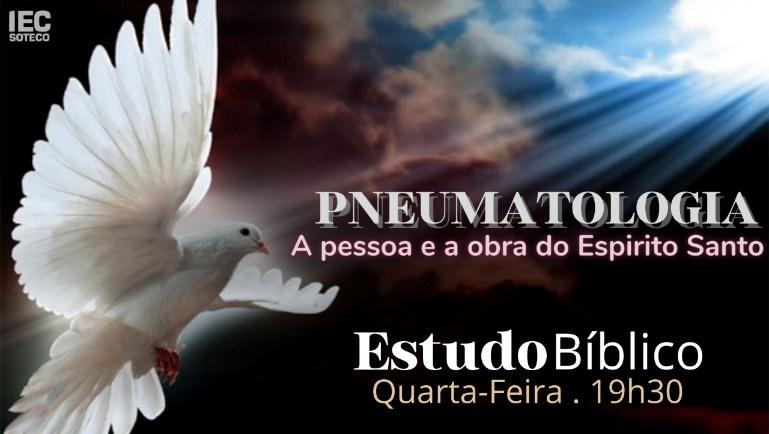 IEC
SOTECO
PNEUMATOLOGIA
A pessoa e a obra do Espirito Santo
Estudo Bíblico
Quarta-Feira . 19h30